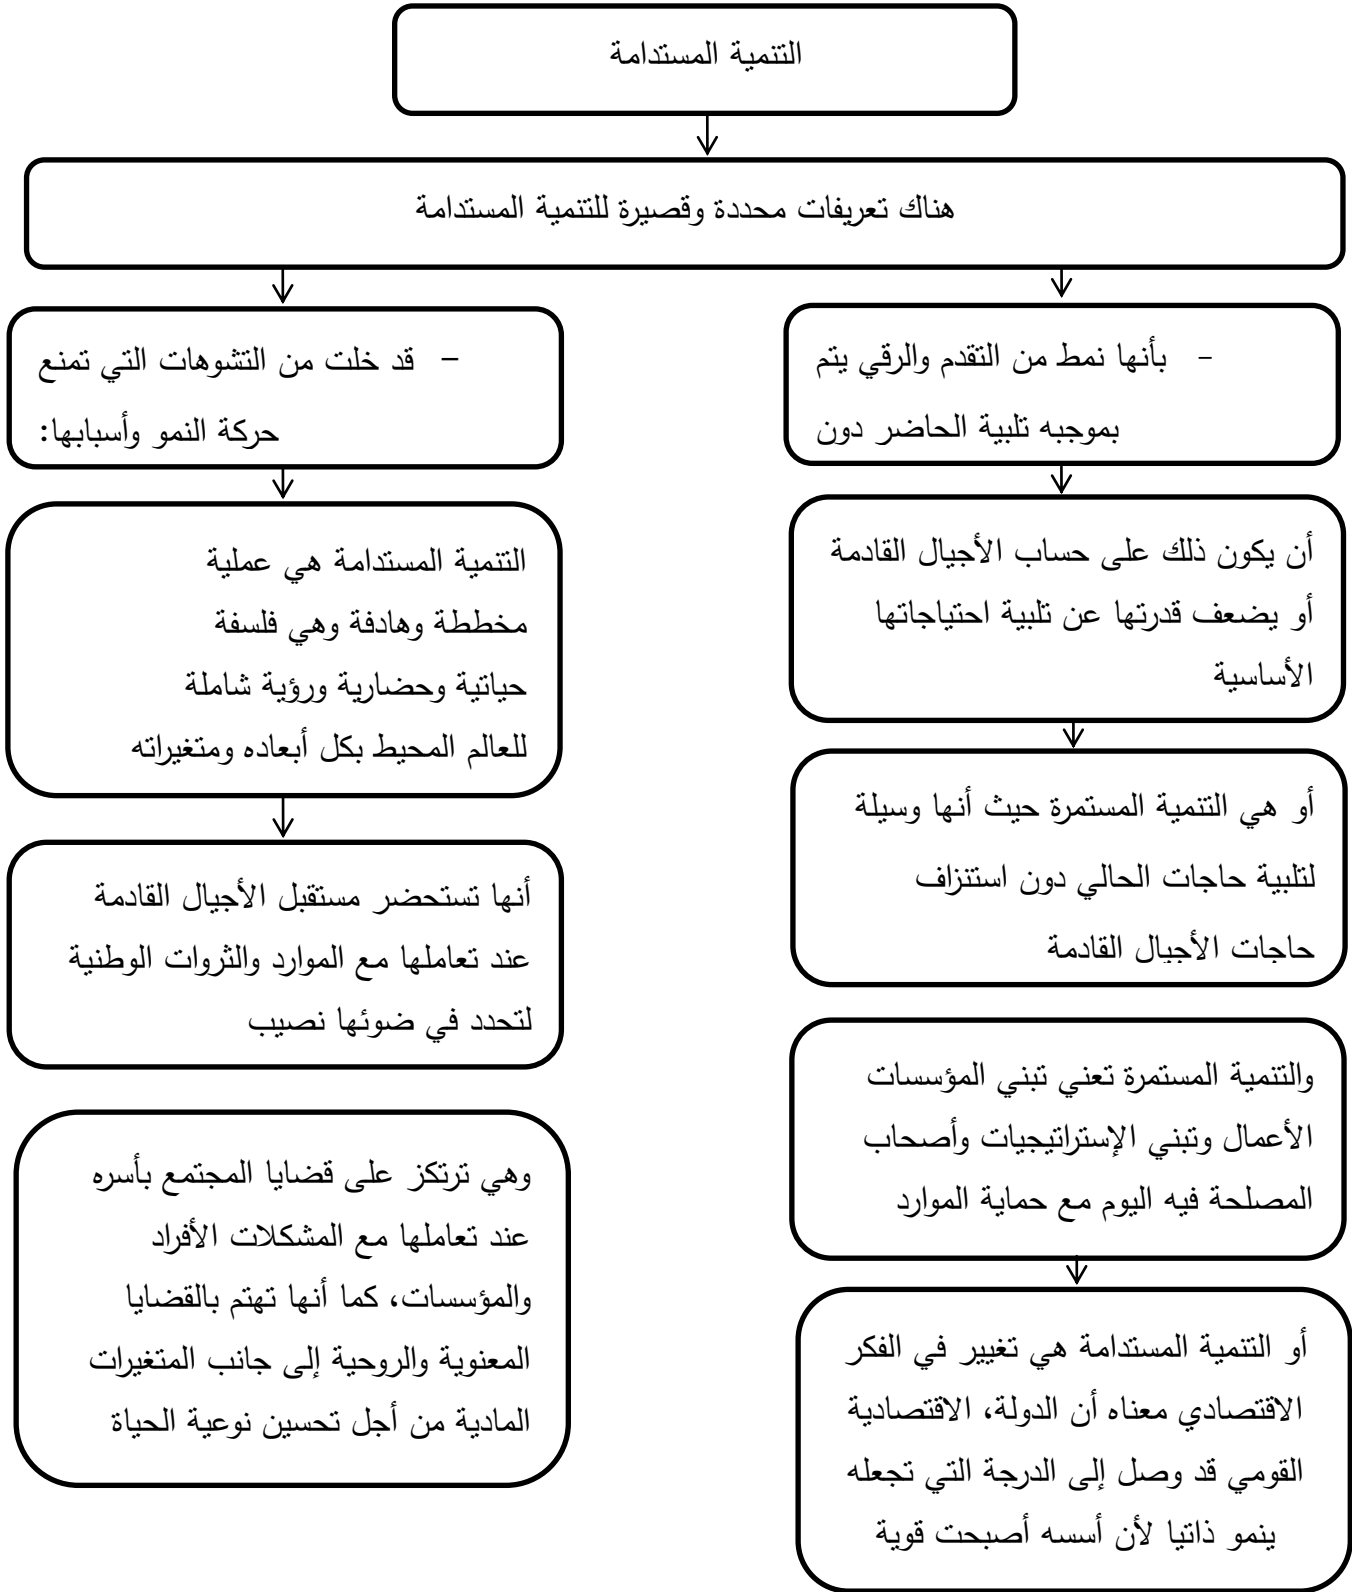 التنمية المستدامة
هناك تعريفات محددة وقصيرة للتنمية المستدامة
- بأنها نمط من التقدم والرقي يتم
بموجبه تلبية الحاضر دون
أن يكون ذلك على حساب الأجيال القادمة
أو يضعف قدرتها عن تلبية احتياجاتها
الأساسية
أو هي التنمية المستمرة حيث أنها وسيلة
لتلبية حاجات الحالي دون استنزاف
حاجات الأجيال القادمة
والتنمية المستمرة تعني تبني المؤسسات
الأعمال وتبني الإستراتيجيات وأصحاب
المصلحة فيه اليوم مع حماية الموارد
أو التنمية المستدامة هي تغيير في الفكر
الاقتصادي معناه أن الدولة، الاقتصادية
القومي قد وصل إلى الدرجة التي تجعله
ينمو ذاتيا لأن أسسه أصبحت قوية
- قد خلت من التشوهات التي تمنع
حركة النمو وأسبابها:
التنمية المستدامة هي عملية
مخططة وهادفة وهي فلسفة
حياتية وحضارية ورؤية شاملة
للعالم المحيط بكل أبعاده ومتغيراته
أنها تستحضر مستقبل الأجيال القادمة
عند تعاملها مع الموارد والثروات الوطنية
لتحدد في ضوئها نصيب
وهي ترتكز على قضايا المجتمع بأسره
عند تعاملها مع المشكلات الأفراد
والمؤسسات، كما أنها تهتم بالقضايا
المعنوية والروحية إلى جانب المتغيرات
المادية من أجل تحسين نوعية الحياة